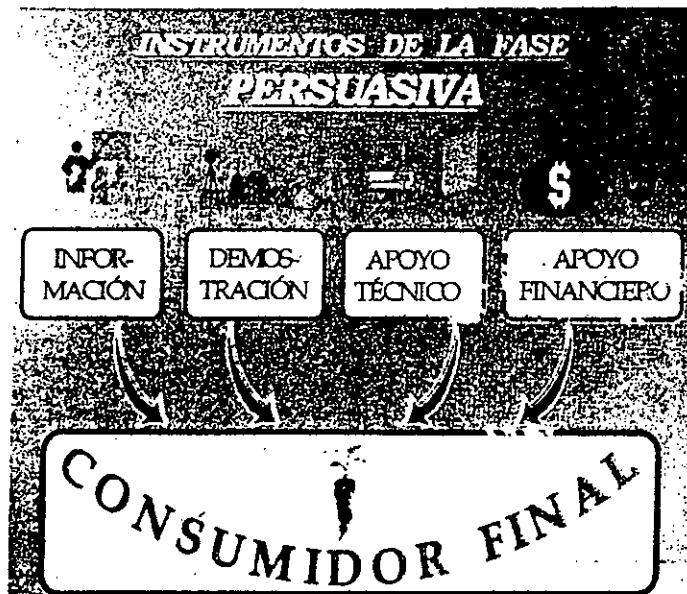 INSTRUMENTOS DE LA FASE
PERSUASIVA
$
INFOR-
MACIÓN
DEMOS-
TRACIÓN
APOYO
TÉCNICO
APOYO
FINANCIERO
CONSUMIDOR FINAL